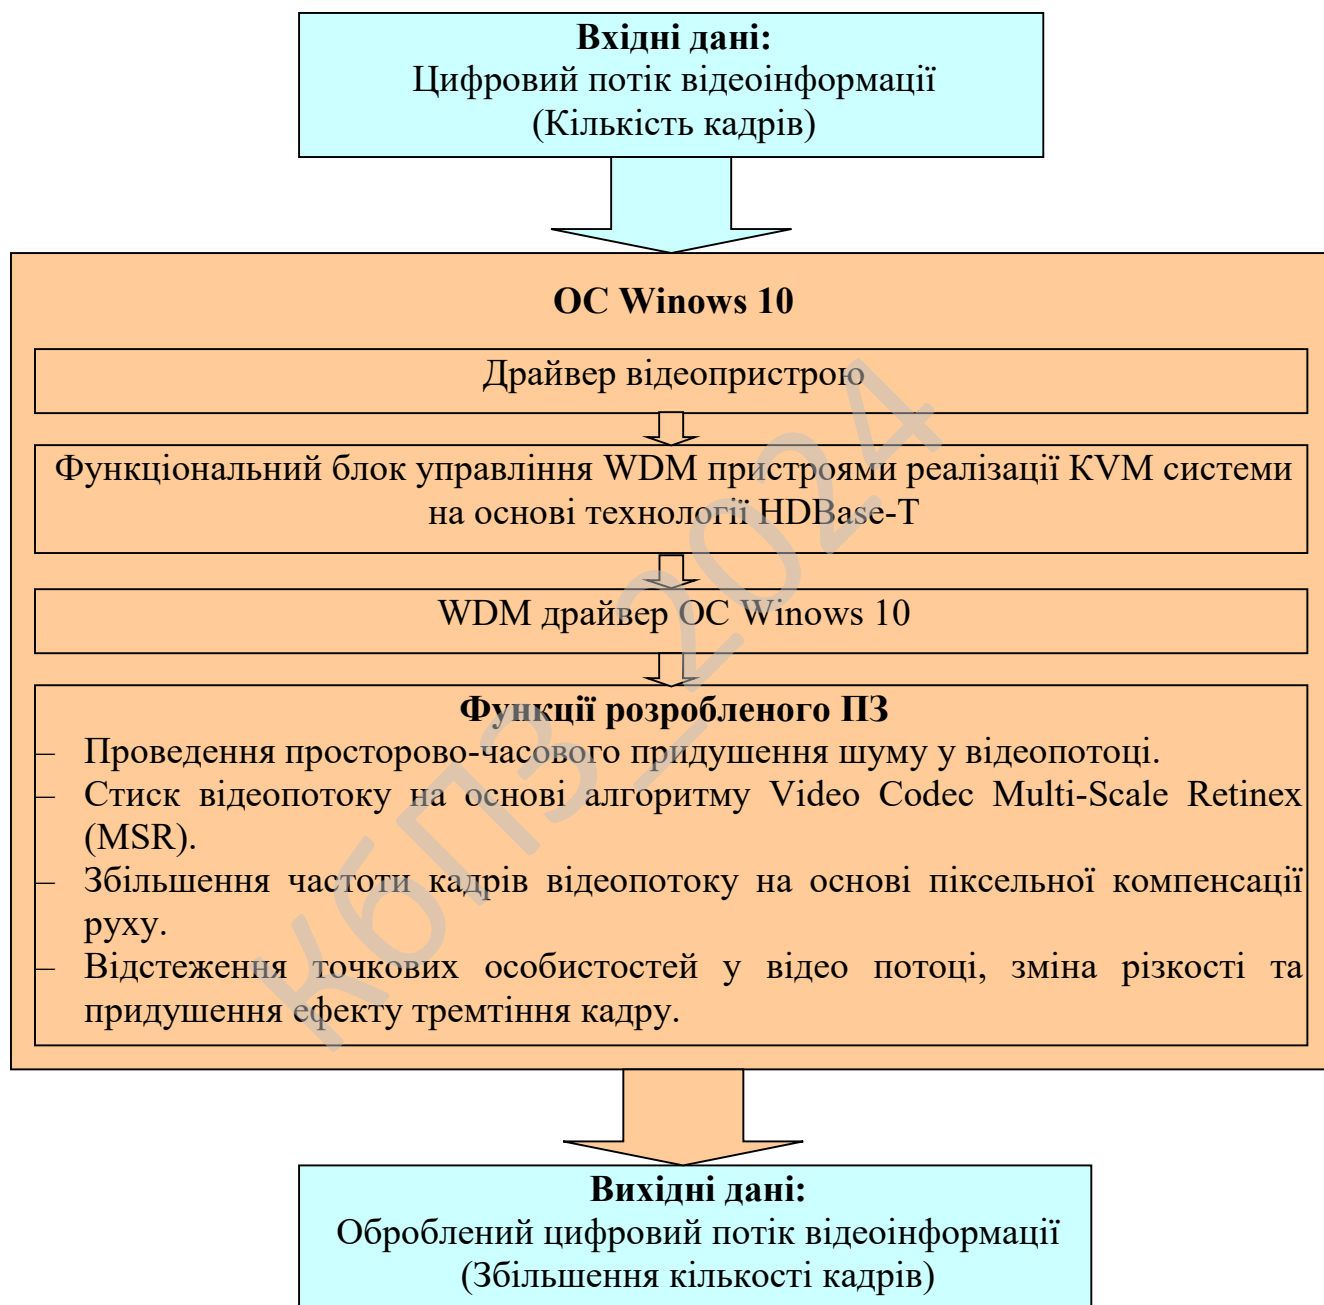 Вхідні дані:
Цифровий потік відеоінформації
(Кількість кадрів)
ОС Winows 10
Драйвер відеопристрою
Функціональний блок управління WDM пристроями реалізації KVM системи
на основі технології HDBase-T
WDM драйвер ОС Winows 10
Функції розробленого ПЗ
– Проведення просторово-часового придушення шуму у відеопотоці.
– Стиск відеопотоку на основі алгоритму Video Codec Multi-Scale Retinex
(MSR).
– Збільшення частоти кадрів відеопотоку на основі піксельної компенсації
руху.
– Відстеження точкових особистостей у відео потоці, зміна різкості та
придушення ефекту тремтіння кадру.
Вихідні дані:
Оброблений цифровий потік відеоінформації
(Збільшення кількості кадрів)
КбПЗ_2024